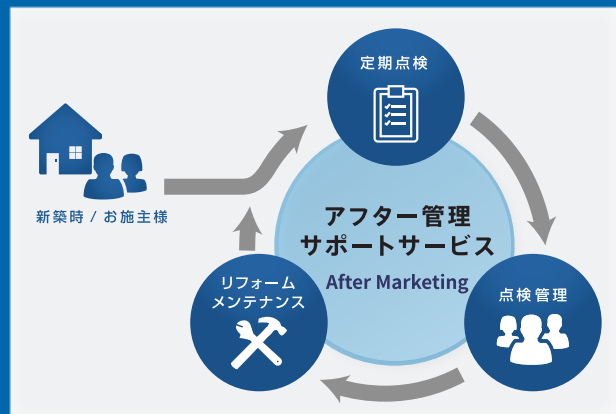 定期点検
新築時 / お施主様
アフター管理
サポートサービス
After Marketing
リフォーム
メンテナンス
点検管理